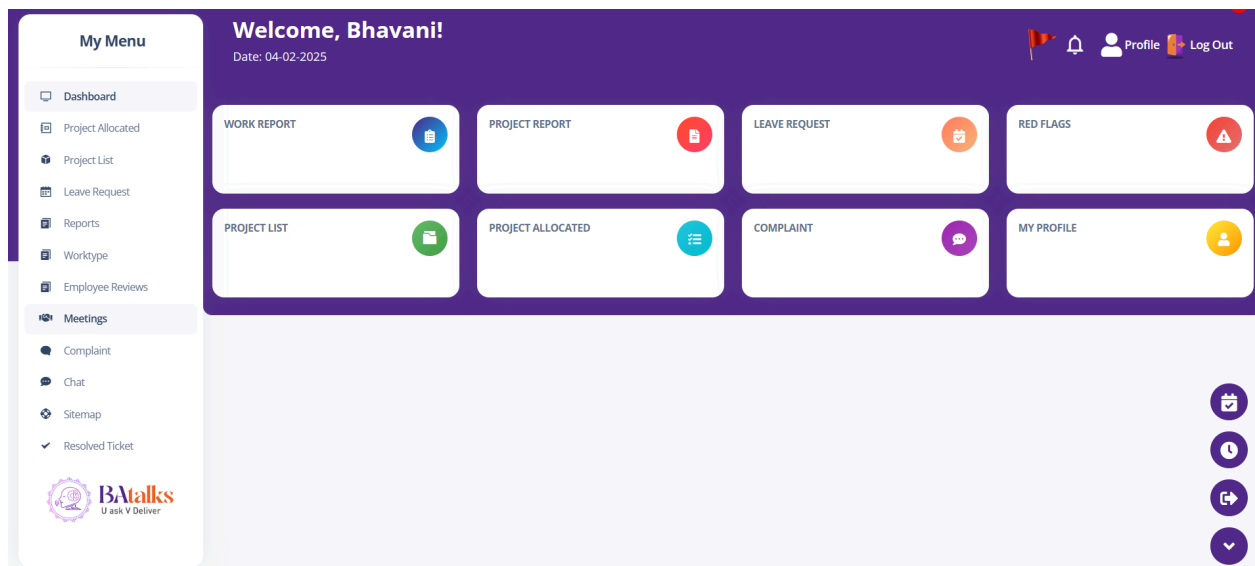 My Menu
Dashboard
Project Allocated
Project List
Leave Request
Reports
Worktype
Employee Reviews
Meetings
Complaint
Chat
Sitemap
Resolved Ticket
BAtalks
U ask V Deliver
Welcome, Bhavani!
Date: 04-02-2025
Profile
Log Out
WORK REPORT
PROJECT REPORT
LEAVE REQUEST
RED FLAGS
PROJECT LIST
PROJECT ALLOCATED
COMPLAINT
MY PROFILE